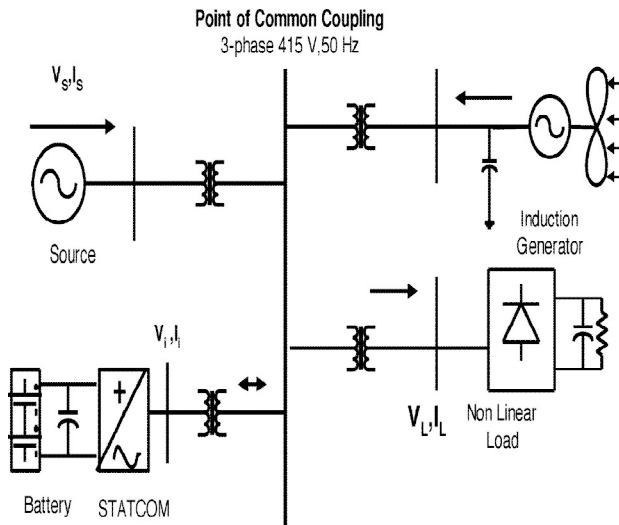 Point of Common Coupling
3-phase 415 V,50 Hz
Vs,Is
Source
Induction
Generator
Vi,Ii
VL,IL
Non Linear
Load
Battery
STATCOM